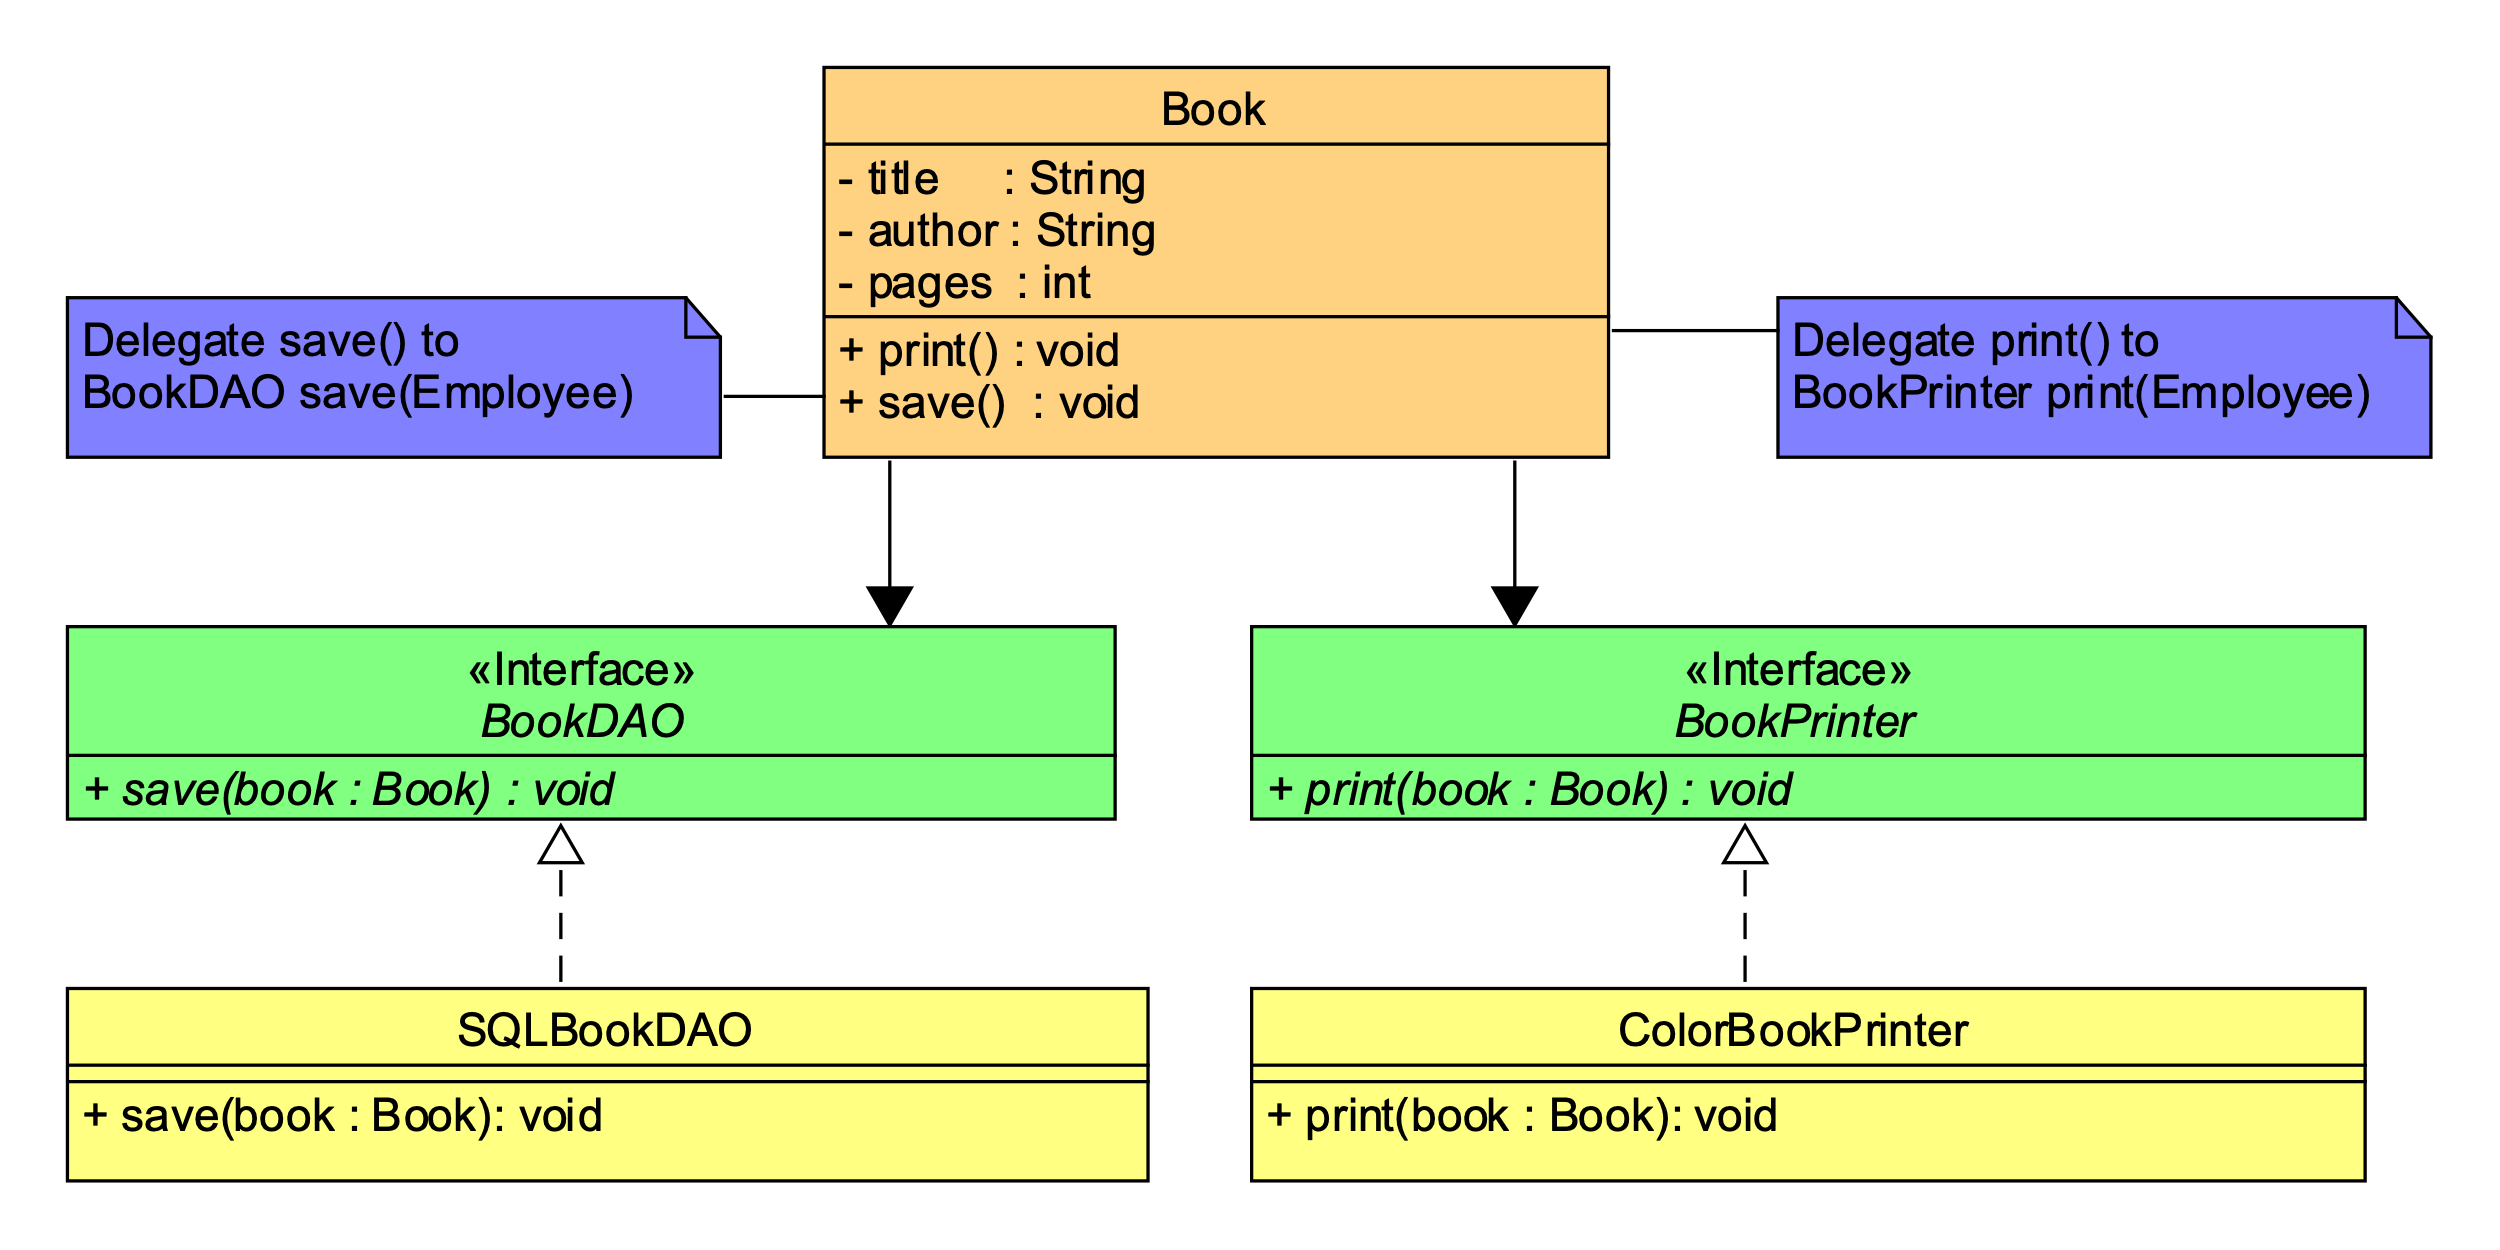 Book
- title : String
- author : String
- pages : int
+ print() : void
+ save() : void
Delegate save() to
BookDAO save(Employee)
Delegate print() to
BookPrinter print(Employee)
«Interface»
BookDAO
+ save(book : Book) : void
«Interface»
BookPrinter
+ print(book : Book) : void
SQLBookDAO
+ save(book : Book): void
ColorBookPrinter
+ print(book : Book): void